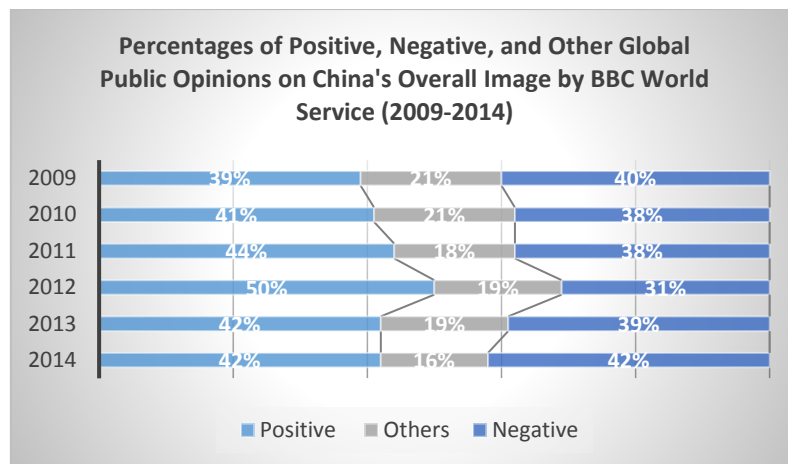 Percentages of Positive, Negative, and Other Global
Public Opinions on China's Overall Image by BBC World
Service (2009-2014)
2009 39% 21% 40%
2010 41% 21% 38%
2011 44% 18% 38%
2012 50% 19% 31%
2013 42% 19% 39%
2014 42% 16% 42%
Positive Others Negative